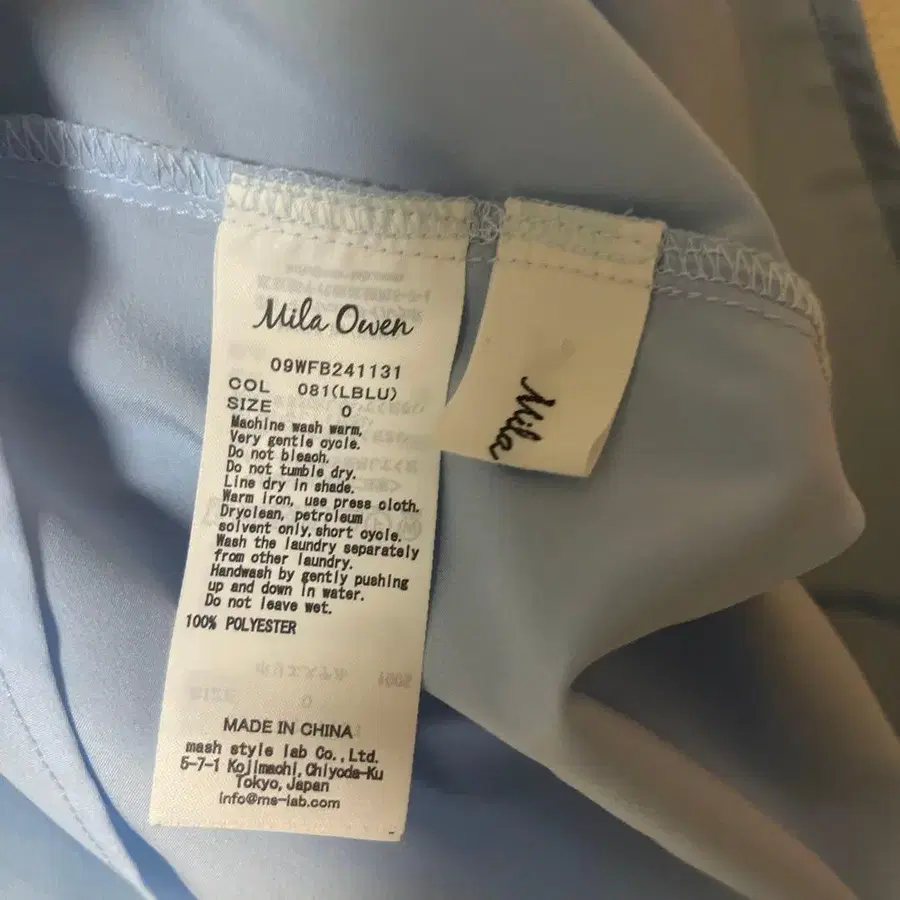 Mila Owen
09WFB241131
COL 081(LBLU)
SIZE 0
Machine wash warm,
Very gentle cycle.
Do not bleach.
Do not tumble dry.
Line dry in shade.
Warm iron, use press cloth.
Dryclean, petroleum
solvent only,short cycle.
Wash the laundry separately
from other laundry.
Handwash by gently pushing
up and down in water.
Do not leave wet.
100% POLYESTER
MADE IN CHINA
mash style lab Co.,Ltd.
5-7-1 Kojimachi,Chiyoda-Ku
Tokyo,Japan
info@ms-lab.com
Mila